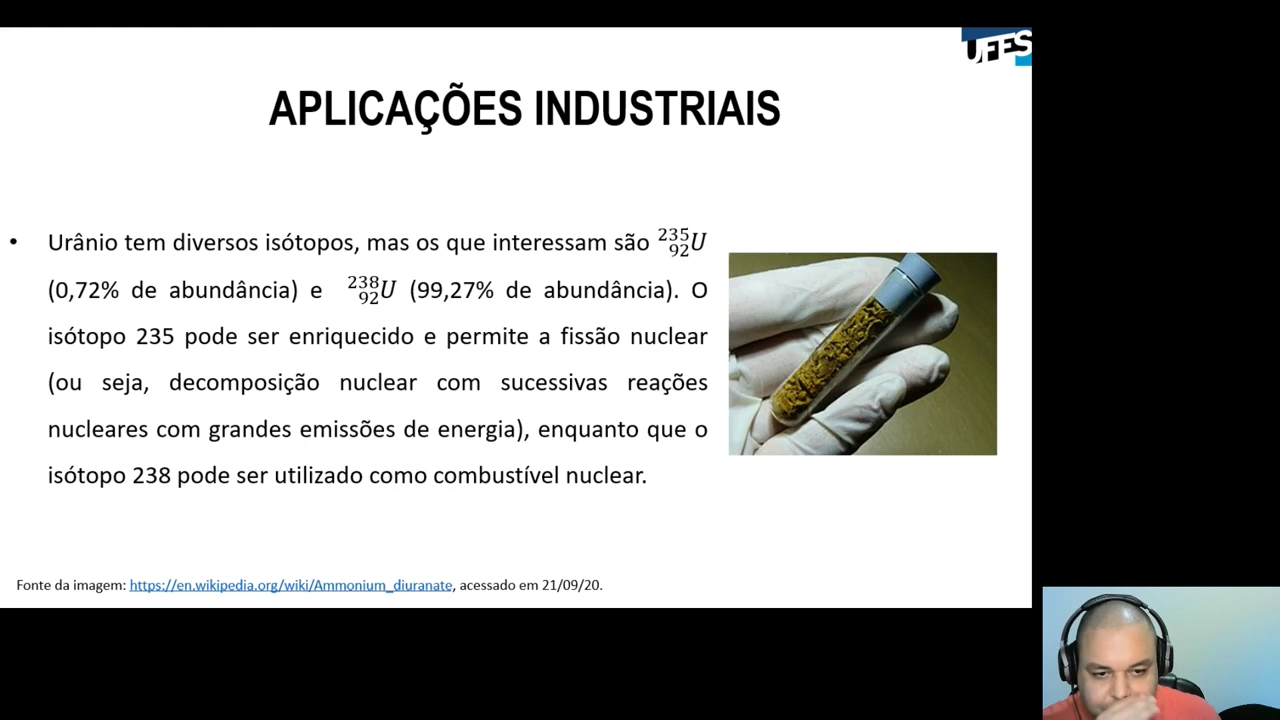 UFES
APLICAÇÕES INDUSTRIAIS
• Urânio tem diversos isótopos, mas os que interessam são ²³⁵₉₂U
(0,72% de abundância) e ²³⁸₉₂U (99,27% de abundância). O
isótopo 235 pode ser enriquecido e permite a fissão nuclear
(ou seja, decomposição nuclear com sucessivas reações
nucleares com grandes emissões de energia), enquanto que o
isótopo 238 pode ser utilizado como combustível nuclear.
Fonte da imagem: https://en.wikipedia.org/wiki/Ammonium_diuranate, acessado em 21/09/20.